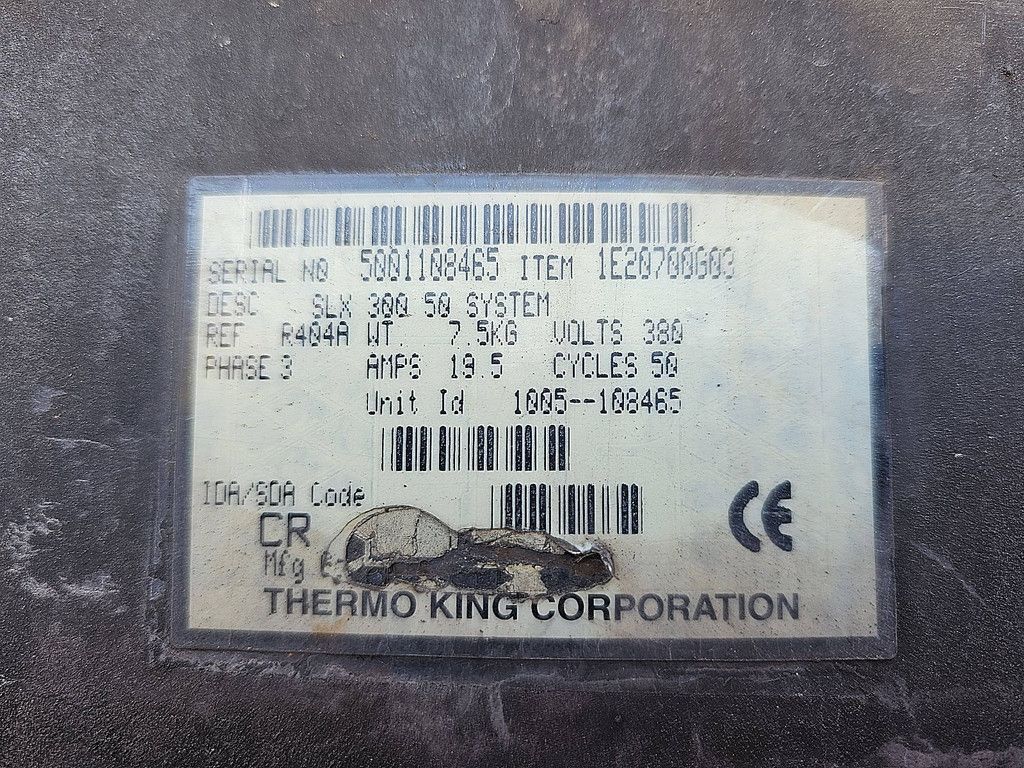 SERIAL NO 5001108465 ITEM 1E20700G03
DESC SLX 300 50 SYSTEM
REF R404A WT. 7.5KG VOLTS 380
PHASE 3 AMPS 19.5 CYCLES 50
Unit Id 1005--108465
IDA/SDA Code
CE
CR
Mfg
THERMO KING CORPORATION